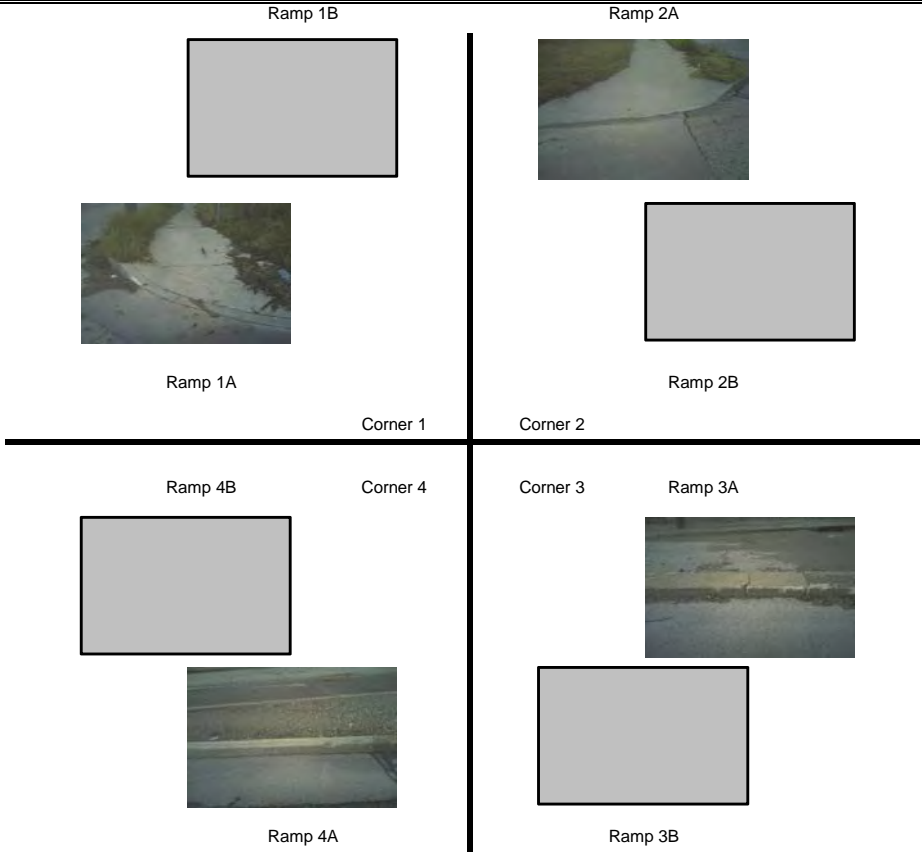 Ramp 1B Ramp 2A
Ramp 1A Ramp 2B
Corner 1 Corner 2
Ramp 4B Corner 4 Corner 3 Ramp 3A
Ramp 4A Ramp 3B